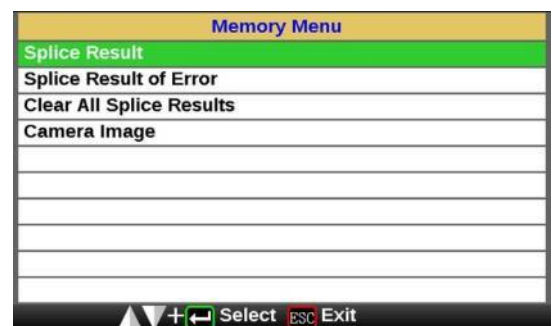 Memory Menu
Splice Result
Splice Result of Error
Clear All Splice Results
Camera Image
+ Select ESC Exit